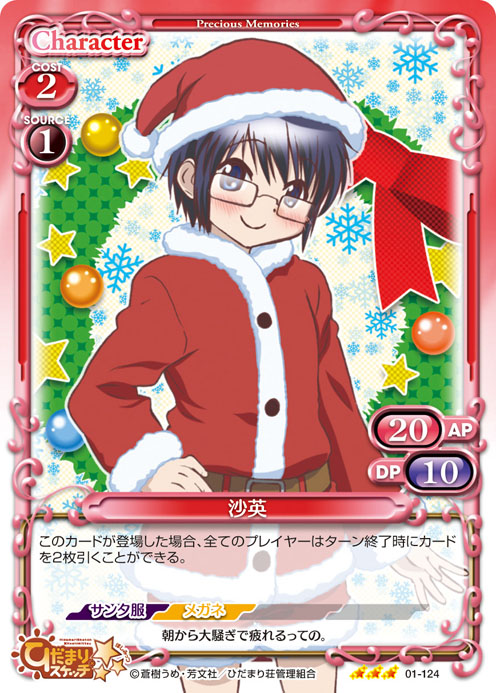 Precious Memories
Character
COST
2
SOURCE
1
20 AP
DP 10
沙英
このカードが登場した場合、全てのプレイヤーはターン終了時にカード
を2枚引くことができる。
サンタ服 メガネ
朝から大騒ぎで疲れるっての。
ひだまり
スケッチ
©蒼樹うめ・芳文社／ひだまり荘管理組合
01-124